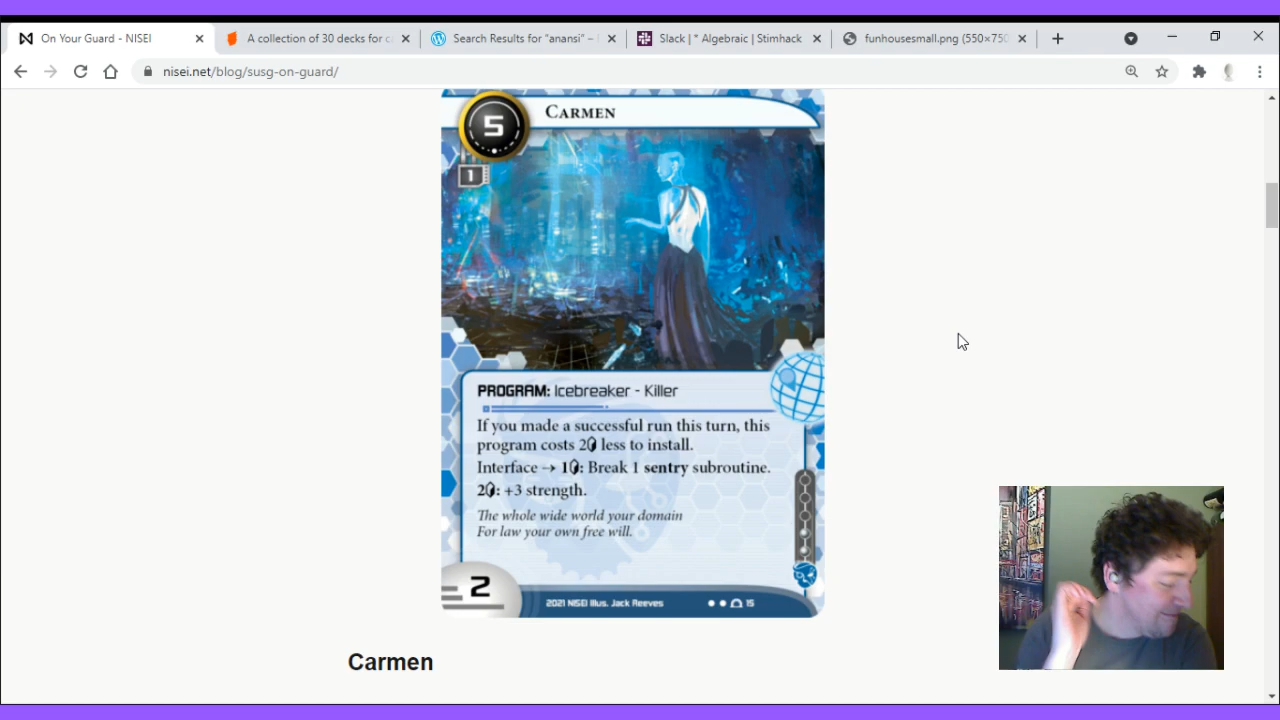 On Your Guard - NISEI
A collection of 30 decks for c
Search Results for "anansi" –
Slack | * Algebraic | Stimhack
funhousesmall.png (550×750
nisei.net/blog/susg-on-guard/
5
CARMEN
1
PROGRAM: Icebreaker - Killer
If you made a successful run this turn, this
program costs 2 less to install.
Interface → 1: Break 1 sentry subroutine.
2: +3 strength.
The whole wide world your domain
For law your own free will.
2
2021 NISEI Illus. Jack Reeves
15
Carmen